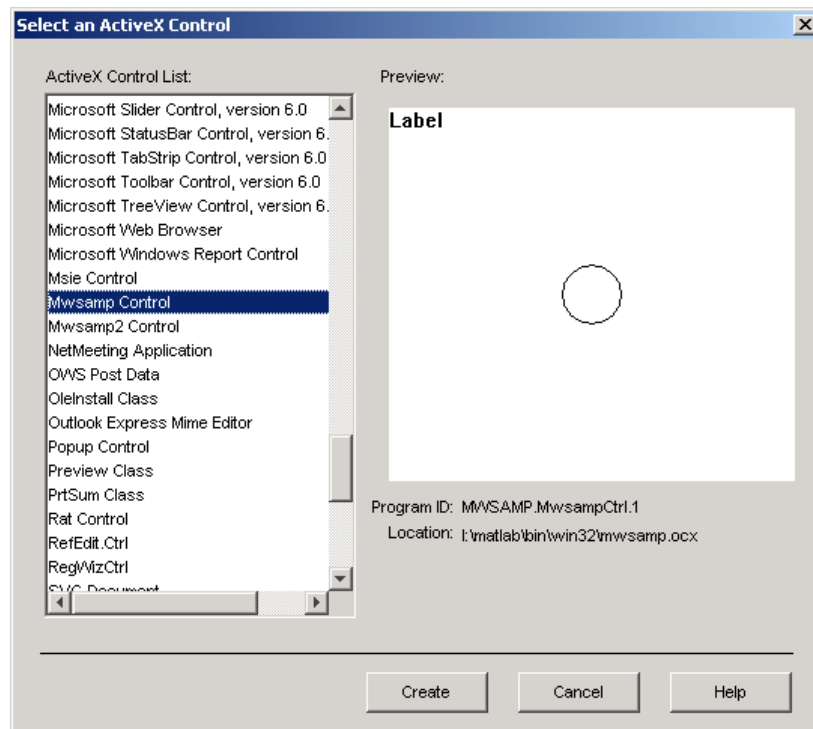 Select an ActiveX Control
ActiveX Control List:
Microsoft Slider Control, version 6.0
Microsoft StatusBar Control, version 6.
Microsoft TabStrip Control, version 6.0
Microsoft Toolbar Control, version 6.0
Microsoft TreeView Control, version 6.
Microsoft Web Browser
Microsoft Windows Report Control
Msie Control
Mwsamp Control
Mwsamp2 Control
NetMeeting Application
OWS Post Data
OleInstall Class
Outlook Express Mime Editor
Popup Control
Preview Class
PrtSum Class
Rat Control
RefEdit.Ctrl
RegWizCtrl
Preview:
Label
Program ID: MWSAMP.MwsampCtrl.1
Location: I:\matlab\bin\win32\mwsamp.ocx
Create
Cancel
Help